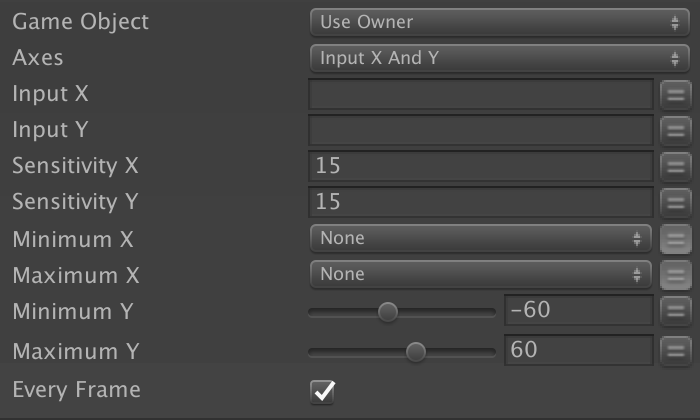 Game Object Use Owner
Axes Input X And Y
Input X
Input Y
Sensitivity X 15
Sensitivity Y 15
Minimum X None
Maximum X None
Minimum Y -60
Maximum Y 60
Every Frame